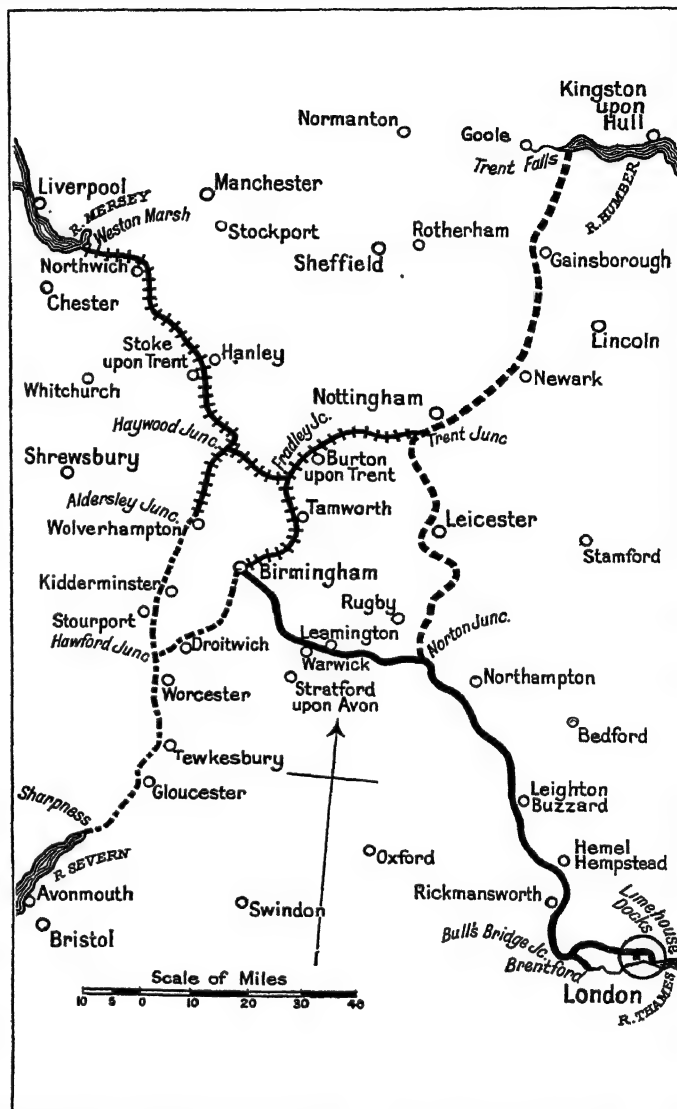 Kingston
upon
Hull
Normanton
Goole
Trent Falls
R. HUMBER
Liverpool
R. MERSEY
Weston Marsh
Manchester
Stockport
Rotherham
Sheffield
Gainsborough
Northwich
Chester
Lincoln
Stoke
upon Trent
Hanley
Whitchurch
Newark
Nottingham
Haywood Junc.
Fradley Jc.
Trent Junc
Shrewsbury
Burton
upon Trent
Aldersley Junc.
Tamworth
Wolverhampton
Leicester
Stamford
Birmingham
Kidderminster
Rugby
Stourport
Norton Junc.
Leamington
Hawford Junc
Droitwich
Warwick
Worcester
Stratford
upon Avon
Northampton
Bedford
Tewkesbury
Gloucester
Leighton
Buzzard
Sharpness
R SEVERN
Oxford
Hemel
Hempstead
Avonmouth
Swindon
Rickmansworth
Limehouse
Docks
Bristol
Bull's Bridge Jc.
Brentford
London
R. THAMES
Scale of Miles
10 5 0 10 20 30 40